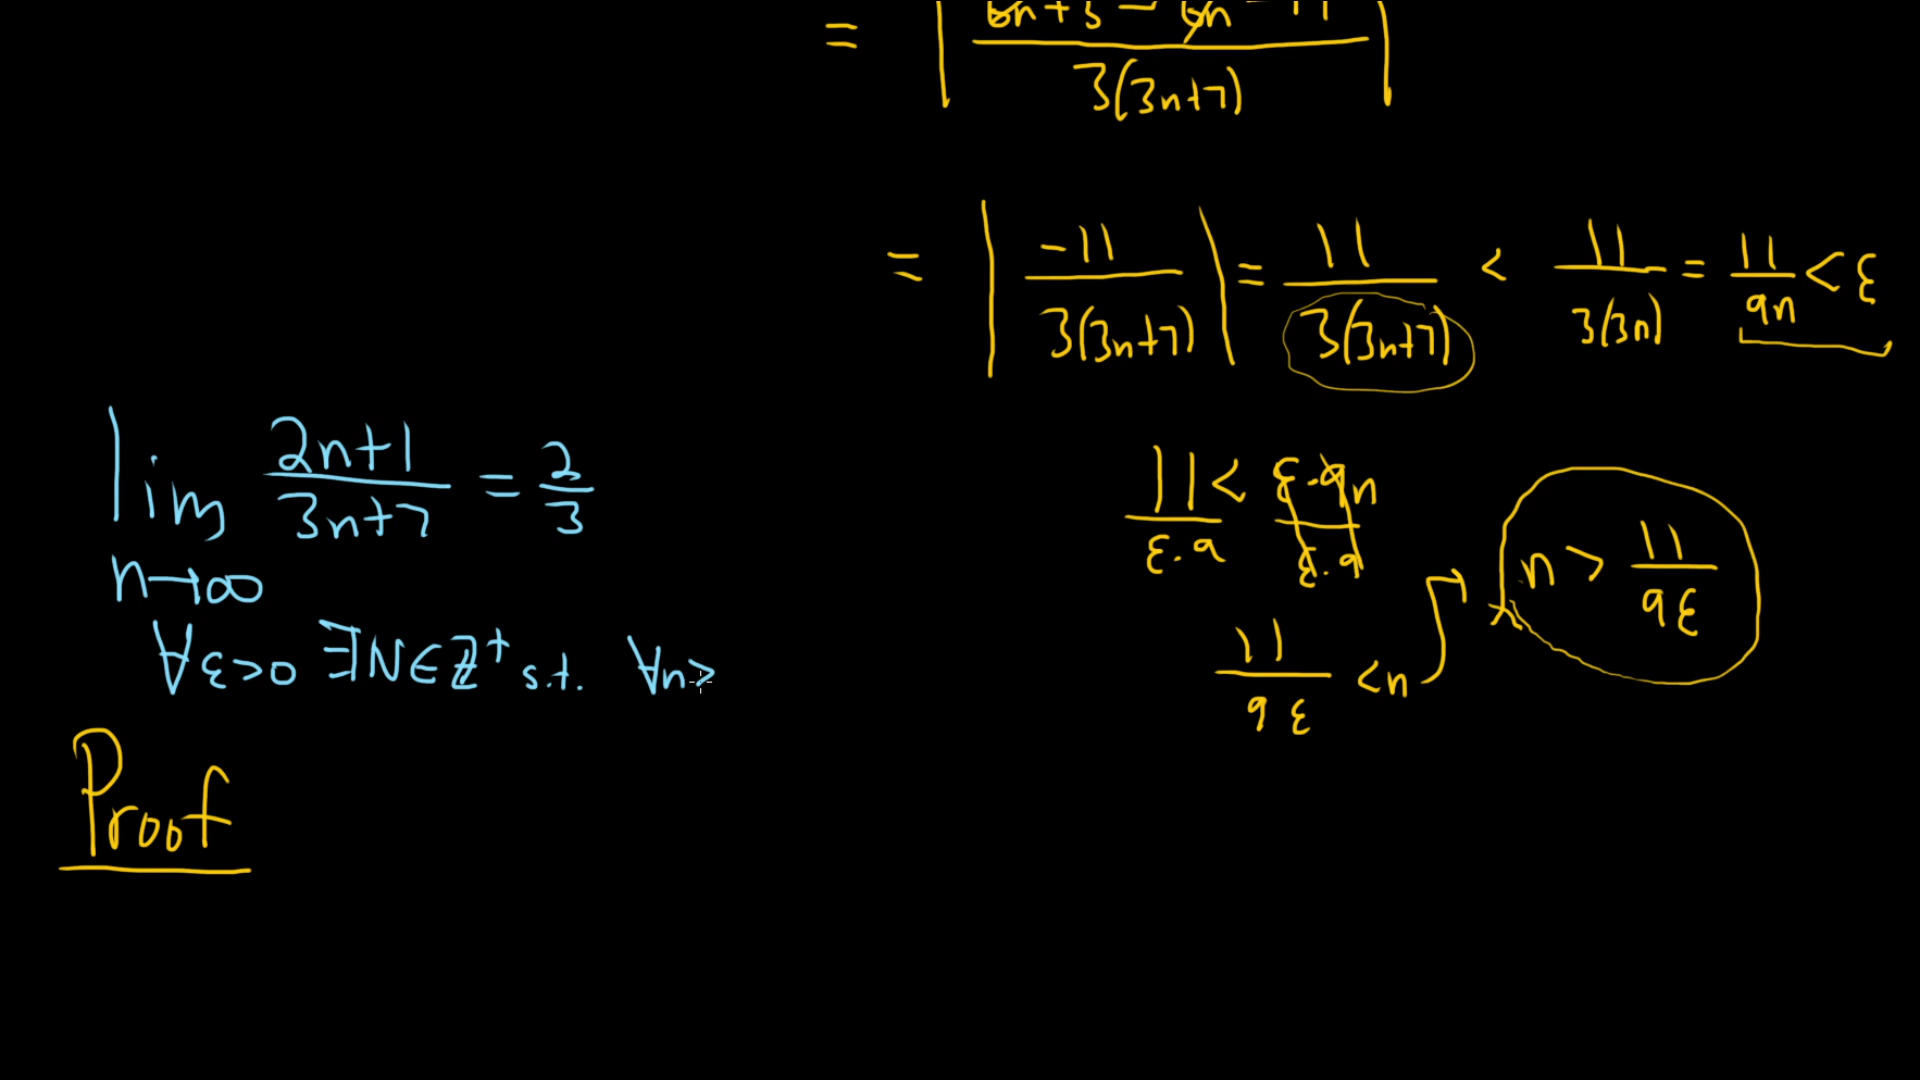 = | 6n+3 - 6n - 11 / 3(3n+7) |
= | -11 / 3(3n+7) | = 11 / 3(3n+7) < 11 / 3(3n) = 11 / 9n < ε
lim n→∞ 2n+1 / 3n+7 = 2/3
11 / ε·9 < ε·9n / ε·9
11 / 9ε < n
n > 11 / 9ε
∀ε>0 ∃N∈ℤ⁺ s.t. ∀n>
Proof